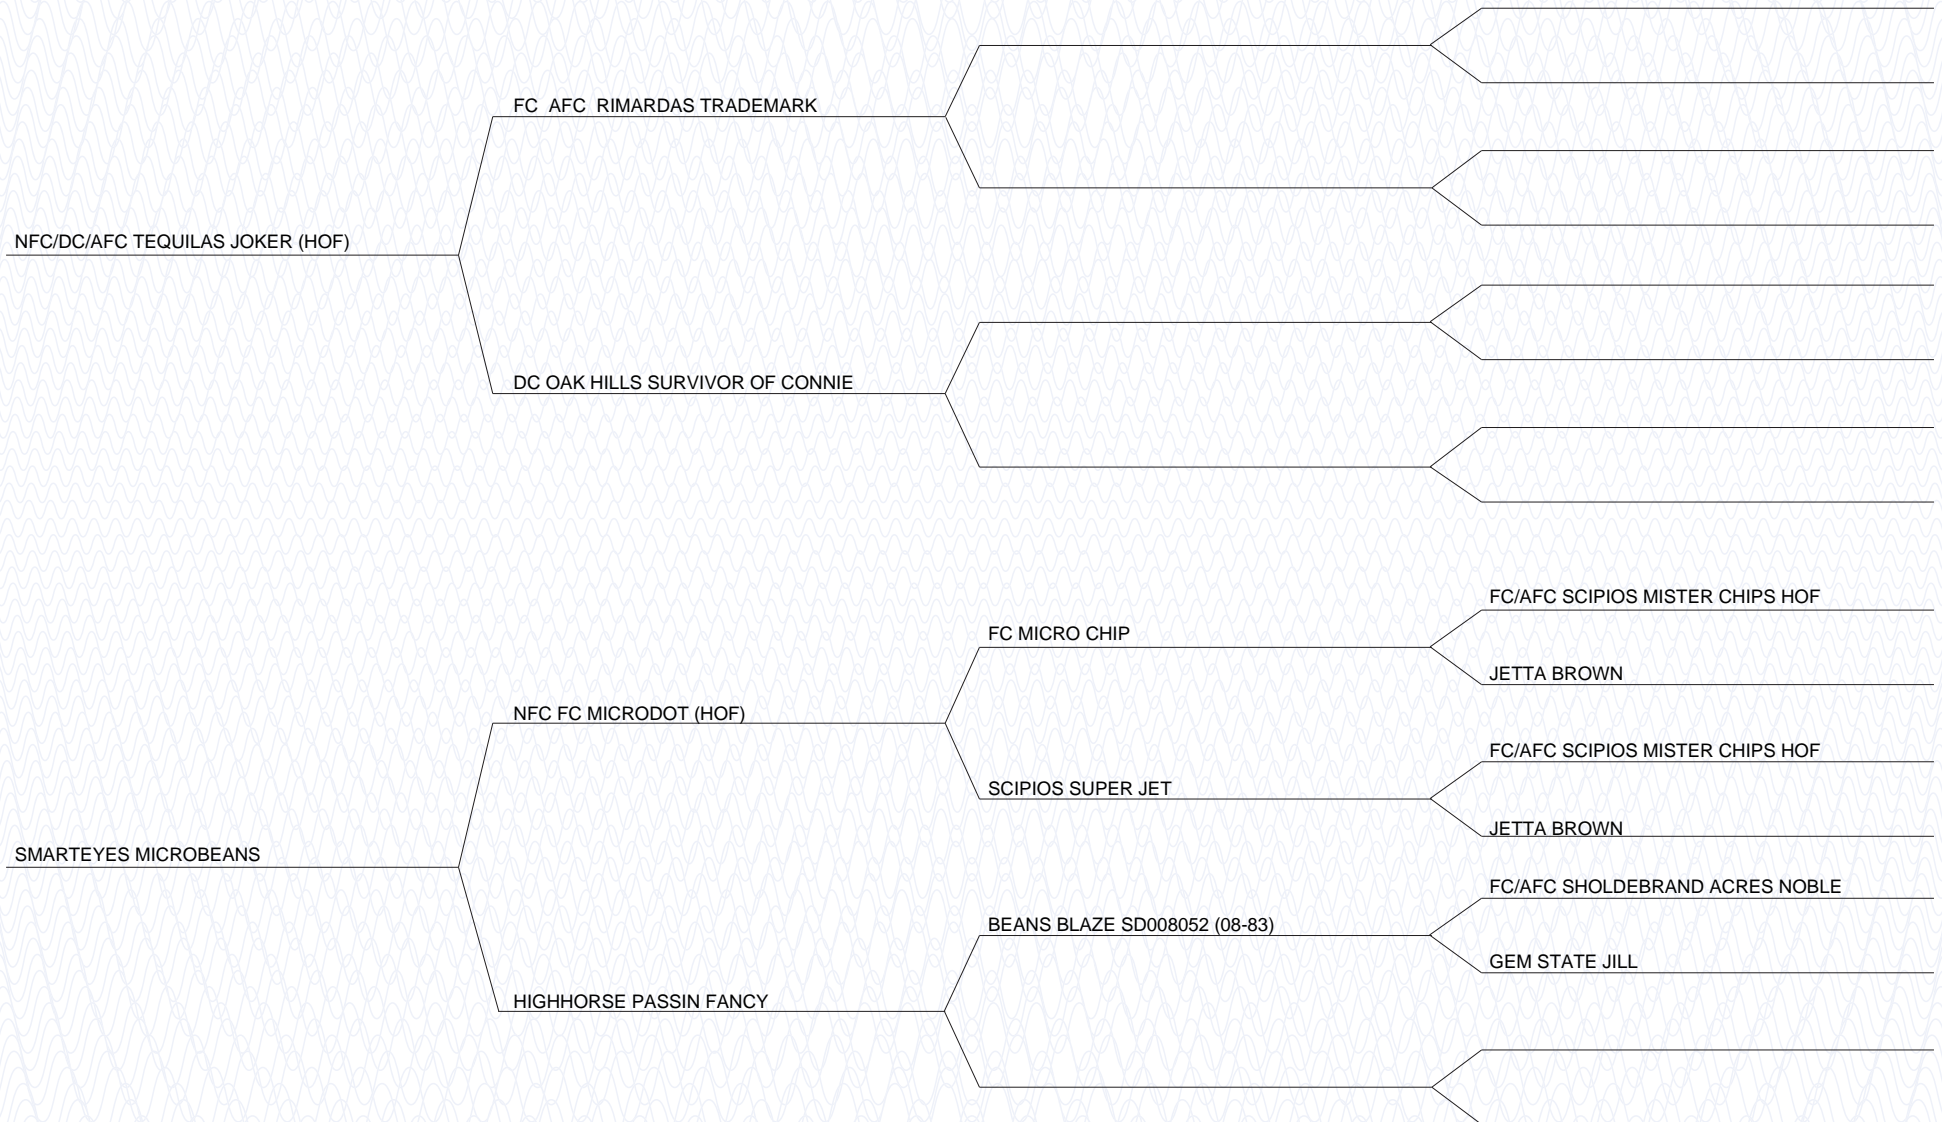 FC AFC RIMARDAS TRADEMARK
NFC/DC/AFC TEQUILAS JOKER (HOF)
DC OAK HILLS SURVIVOR OF CONNIE
FC/AFC SCIPIOS MISTER CHIPS HOF
FC MICRO CHIP
JETTA BROWN
NFC FC MICRODOT (HOF)
FC/AFC SCIPIOS MISTER CHIPS HOF
SCIPIOS SUPER JET
JETTA BROWN
SMARTEYES MICROBEANS
FC/AFC SHOLDEBRAND ACRES NOBLE
BEANS BLAZE SD008052 (08-83)
GEM STATE JILL
HIGHHORSE PASSIN FANCY